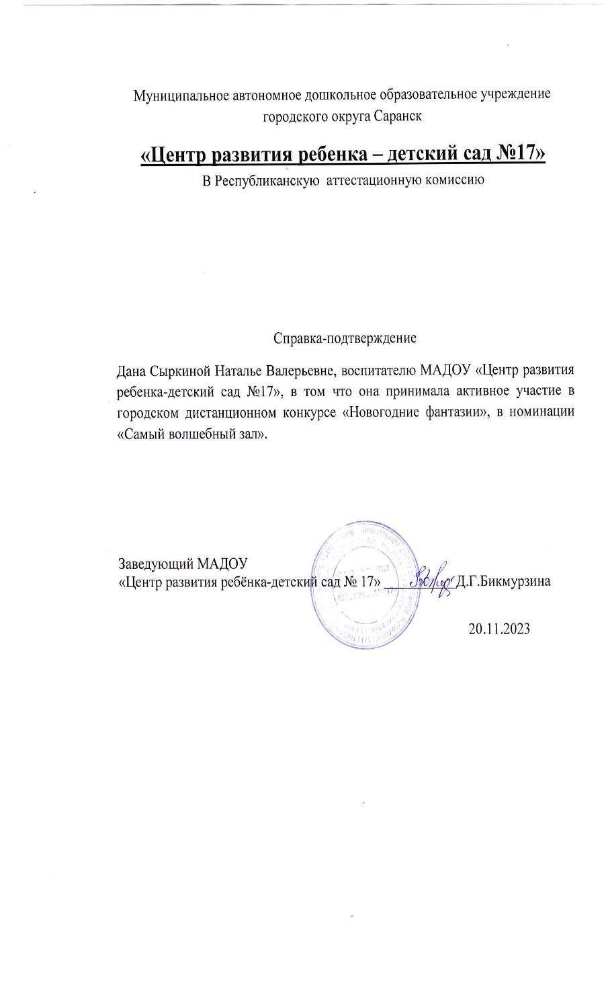 Муниципальное автономное дошкольное образовательное учреждение
городского округа Саранск
«Центр развития ребенка – детский сад №17»
В Республиканскую аттестационную комиссию
Справка-подтверждение
Дана Сыркиной Наталье Валерьевне, воспитателю МАДОУ «Центр развития
ребенка-детский сад №17», в том что она принимала активное участие в
городском дистанционном конкурсе «Новогодние фантазии», в номинации
«Самый волшебный зал».
Заведующий МАДОУ
«Центр развития ребёнка-детский сад № 17» __________Д.Г.Бикмурзина
20.11.2023